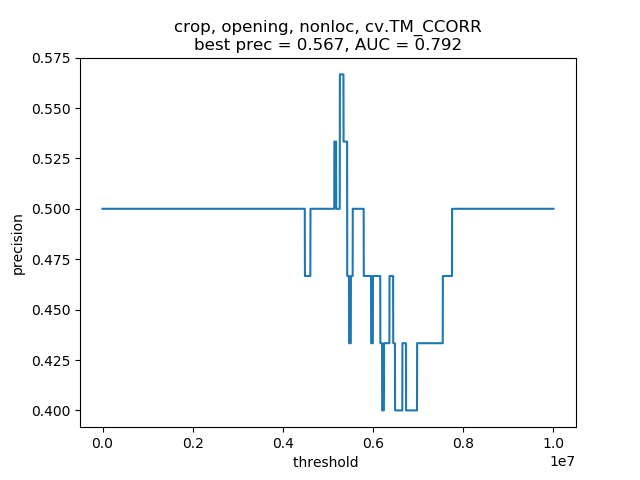 crop, opening, nonloc, cv.TM_CCORR
best prec = 0.567, AUC = 0.792
0.575
0.550
0.525
0.500
0.475
0.450
0.425
0.400
precision
0.0 0.2 0.4 0.6 0.8 1.0
1e7
threshold